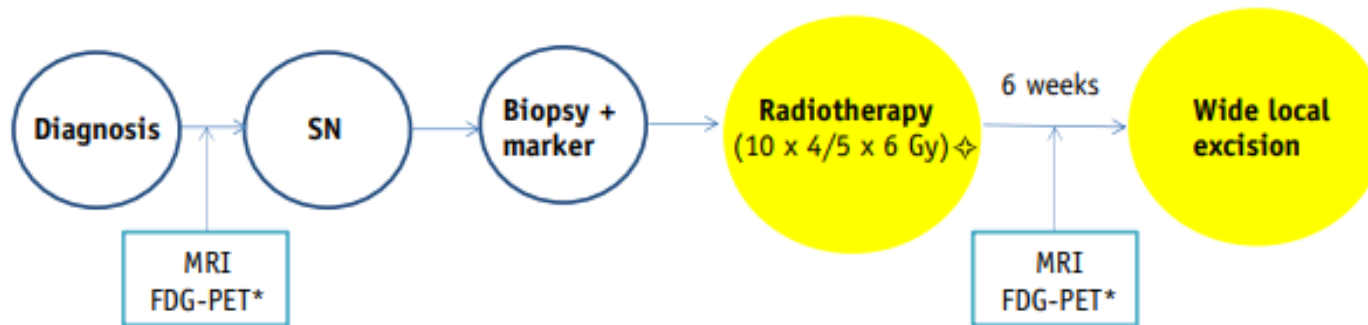 Diagnosis
MRI
FDG-PET*
SN
Biopsy +
marker
Radiotherapy
(10 x 4/5 x 6 Gy)✧
6 weeks
MRI
FDG-PET*
Wide local
excision